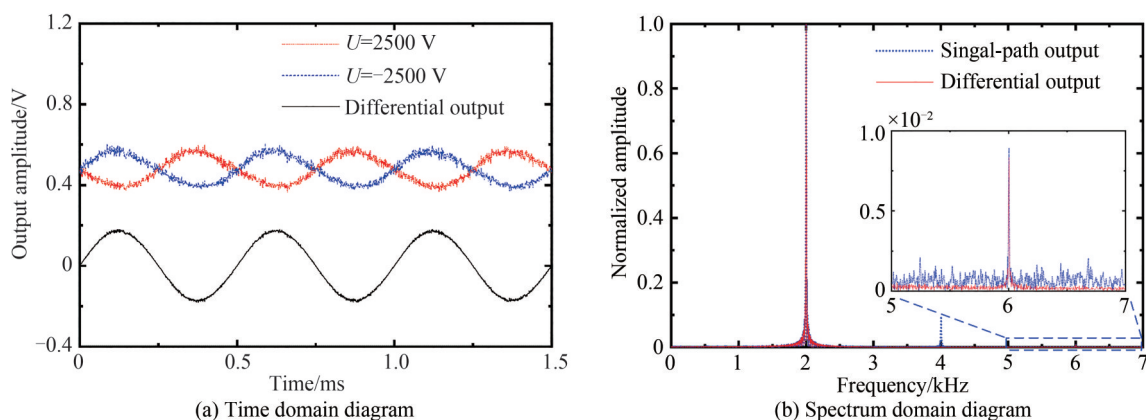 1.2
0.8
0.4
0
−0.4
Output amplitude/V
U=2500 V
U=−2500 V
Differential output
0
0.5
1.0
1.5
Time/ms
(a) Time domain diagram
1.0
0.8
0.6
0.4
0.2
0
Normalized amplitude
Singal-path output
Differential output
×10−2
1.0
0.5
0
5
6
7
0
1
2
3
4
5
6
7
Frequency/kHz
(b) Spectrum domain diagram